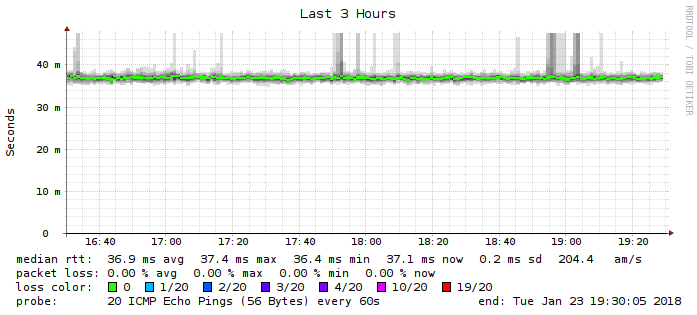 Last 3 Hours
RRDTOOL / TOBI OETIKER
Seconds
40 m
30 m
20 m
10 m
0
16:40 17:00 17:20 17:40 18:00 18:20 18:40 19:00 19:20
median rtt: 36.9 ms avg 37.4 ms max 36.4 ms min 37.1 ms now 0.2 ms sd 204.4 am/s
packet loss: 0.00 % avg 0.00 % max 0.00 % min 0.00 % now
loss color: 0 1/20 2/20 3/20 4/20 10/20 19/20
probe: 20 ICMP Echo Pings (56 Bytes) every 60s end: Tue Jan 23 19:30:05 2018